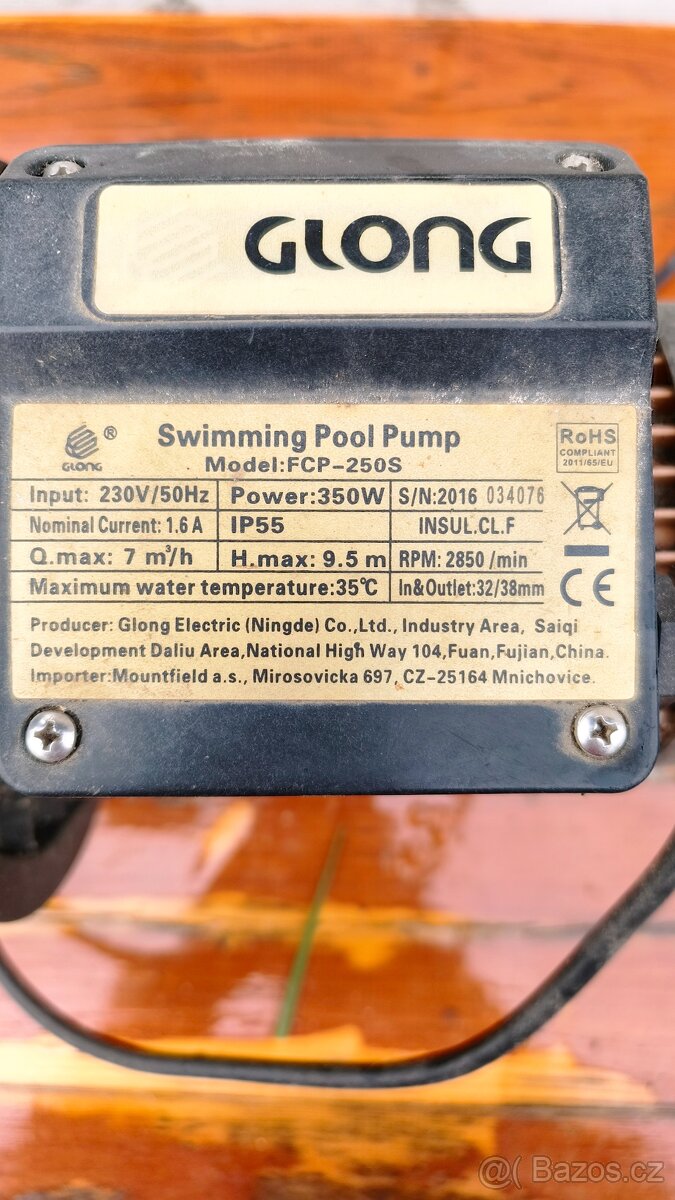 GLONG
GLONG ®
Swimming Pool Pump
Model:FCP-250S
RoHS
COMPLIANT
2011/65/EU
Input: 230V/50Hz Power:350W S/N:2016 034076
Nominal Current: 1.6 A IP55 INSUL.CL.F
Q.max: 7 m³/h H.max: 9.5 m RPM: 2850 /min
Maximum water temperature:35℃ In&Outlet:32/38mm
CE
Producer: Glong Electric (Ningde) Co.,Ltd., Industry Area, Saiqi
Development Daliu Area,National High Way 104,Fuan,Fujian,China.
Importer:Mountfield a.s., Mirosovicka 697, CZ-25164 Mnichovice.
@( Bazos.cz